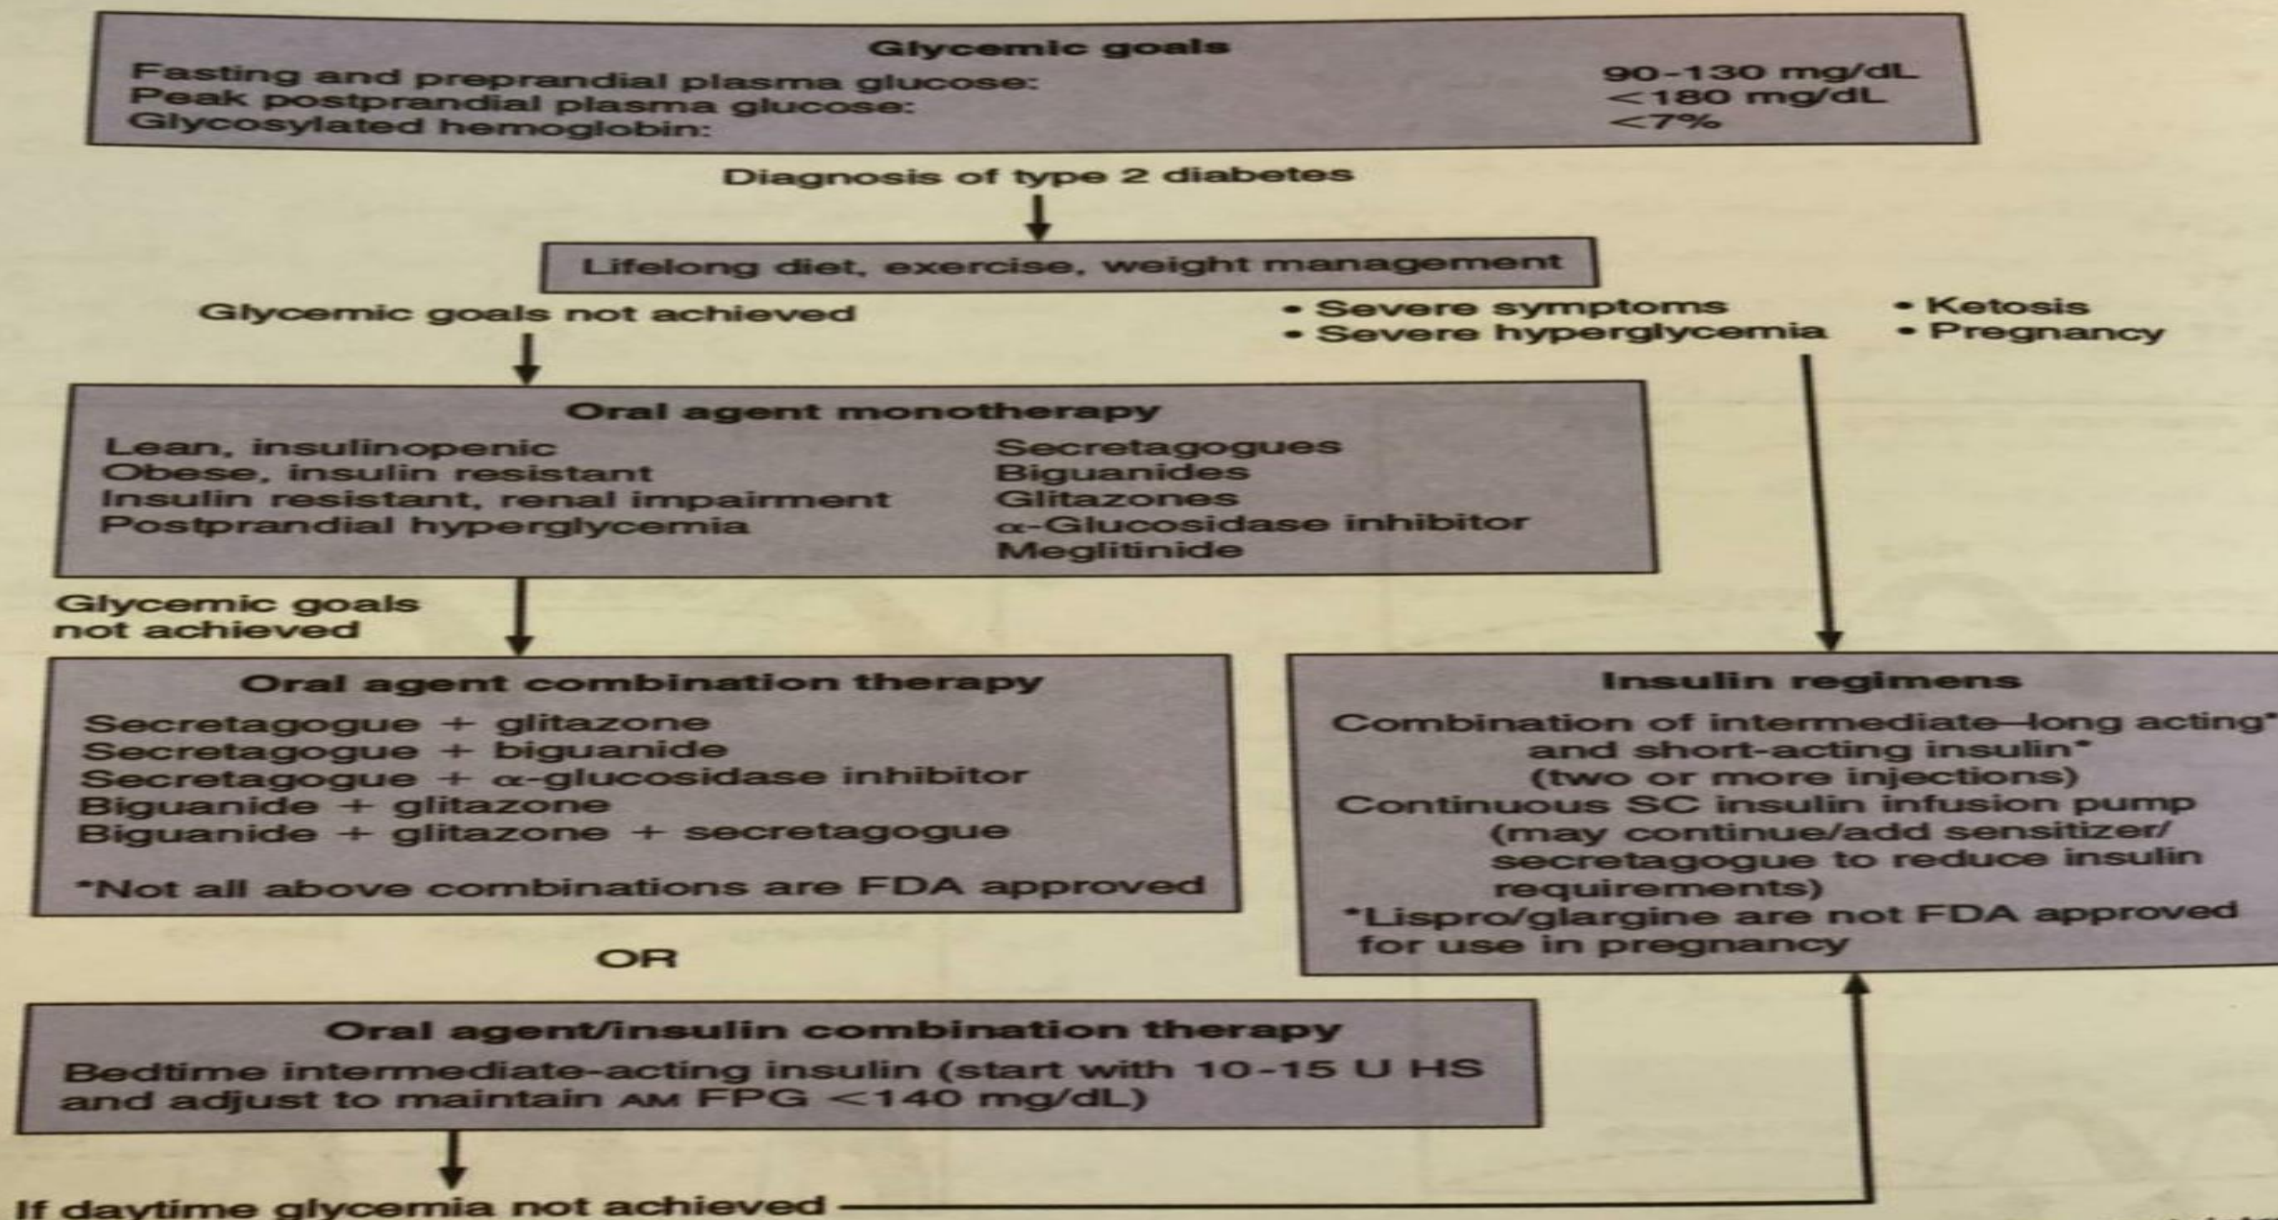 Glycemic goals
Fasting and preprandial plasma glucose: 90-130 mg/dL
Peak postprandial plasma glucose: <180 mg/dL
Glycosylated hemoglobin: <7%
Diagnosis of type 2 diabetes
Lifelong diet, exercise, weight management
Glycemic goals not achieved
• Severe symptoms • Ketosis
• Severe hyperglycemia • Pregnancy
Oral agent monotherapy
Lean, insulinopenic Secretagogues
Obese, insulin resistant Biguanides
Insulin resistant, renal impairment Glitazones
Postprandial hyperglycemia α-Glucosidase inhibitor
Meglitinide
Glycemic goals
not achieved
Oral agent combination therapy
Secretagogue + glitazone
Secretagogue + biguanide
Secretagogue + α-glucosidase inhibitor
Biguanide + glitazone
Biguanide + glitazone + secretagogue
*Not all above combinations are FDA approved
Insulin regimens
Combination of intermediate–long acting*
and short-acting insulin*
(two or more injections)
Continuous SC insulin infusion pump
(may continue/add sensitizer/
secretagogue to reduce insulin
requirements)
*Lispro/glargine are not FDA approved
for use in pregnancy
OR
Oral agent/insulin combination therapy
Bedtime intermediate-acting insulin (start with 10-15 U HS
and adjust to maintain AM FPG <140 mg/dL)
If daytime glycemia not achieved